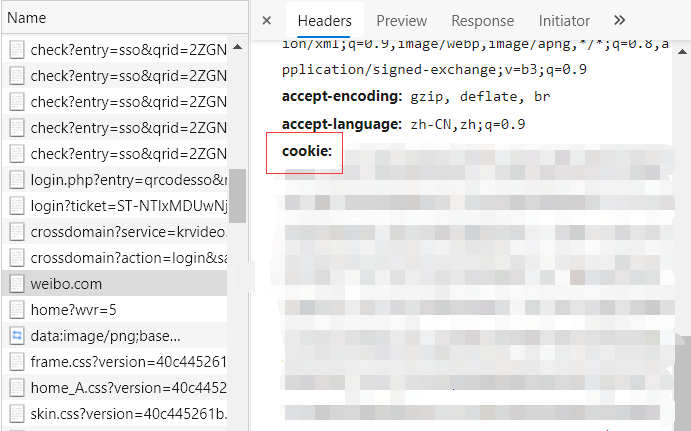 Name
check?entry=sso&qrid=2ZGN
check?entry=sso&qrid=2ZGN
check?entry=sso&qrid=2ZGN
check?entry=sso&qrid=2ZGN
check?entry=sso&qrid=2ZGN
login.php?entry=qrcodesso&r
login?ticket=ST-NTIxMDUwNj
crossdomain?service=krvideo.
crossdomain?action=login&sa
weibo.com
home?wvr=5
data:image/png;base...
frame.css?version=40c445261
home_A.css?version=40c4452
skin.css?version=40c445261b.
× Headers Preview Response Initiator »
ion/xml;q=0.9,image/webp,image/apng,*/*;q=0.8,a
pplication/signed-exchange;v=b3;q=0.9
accept-encoding: gzip, deflate, br
accept-language: zh-CN,zh;q=0.9
cookie: